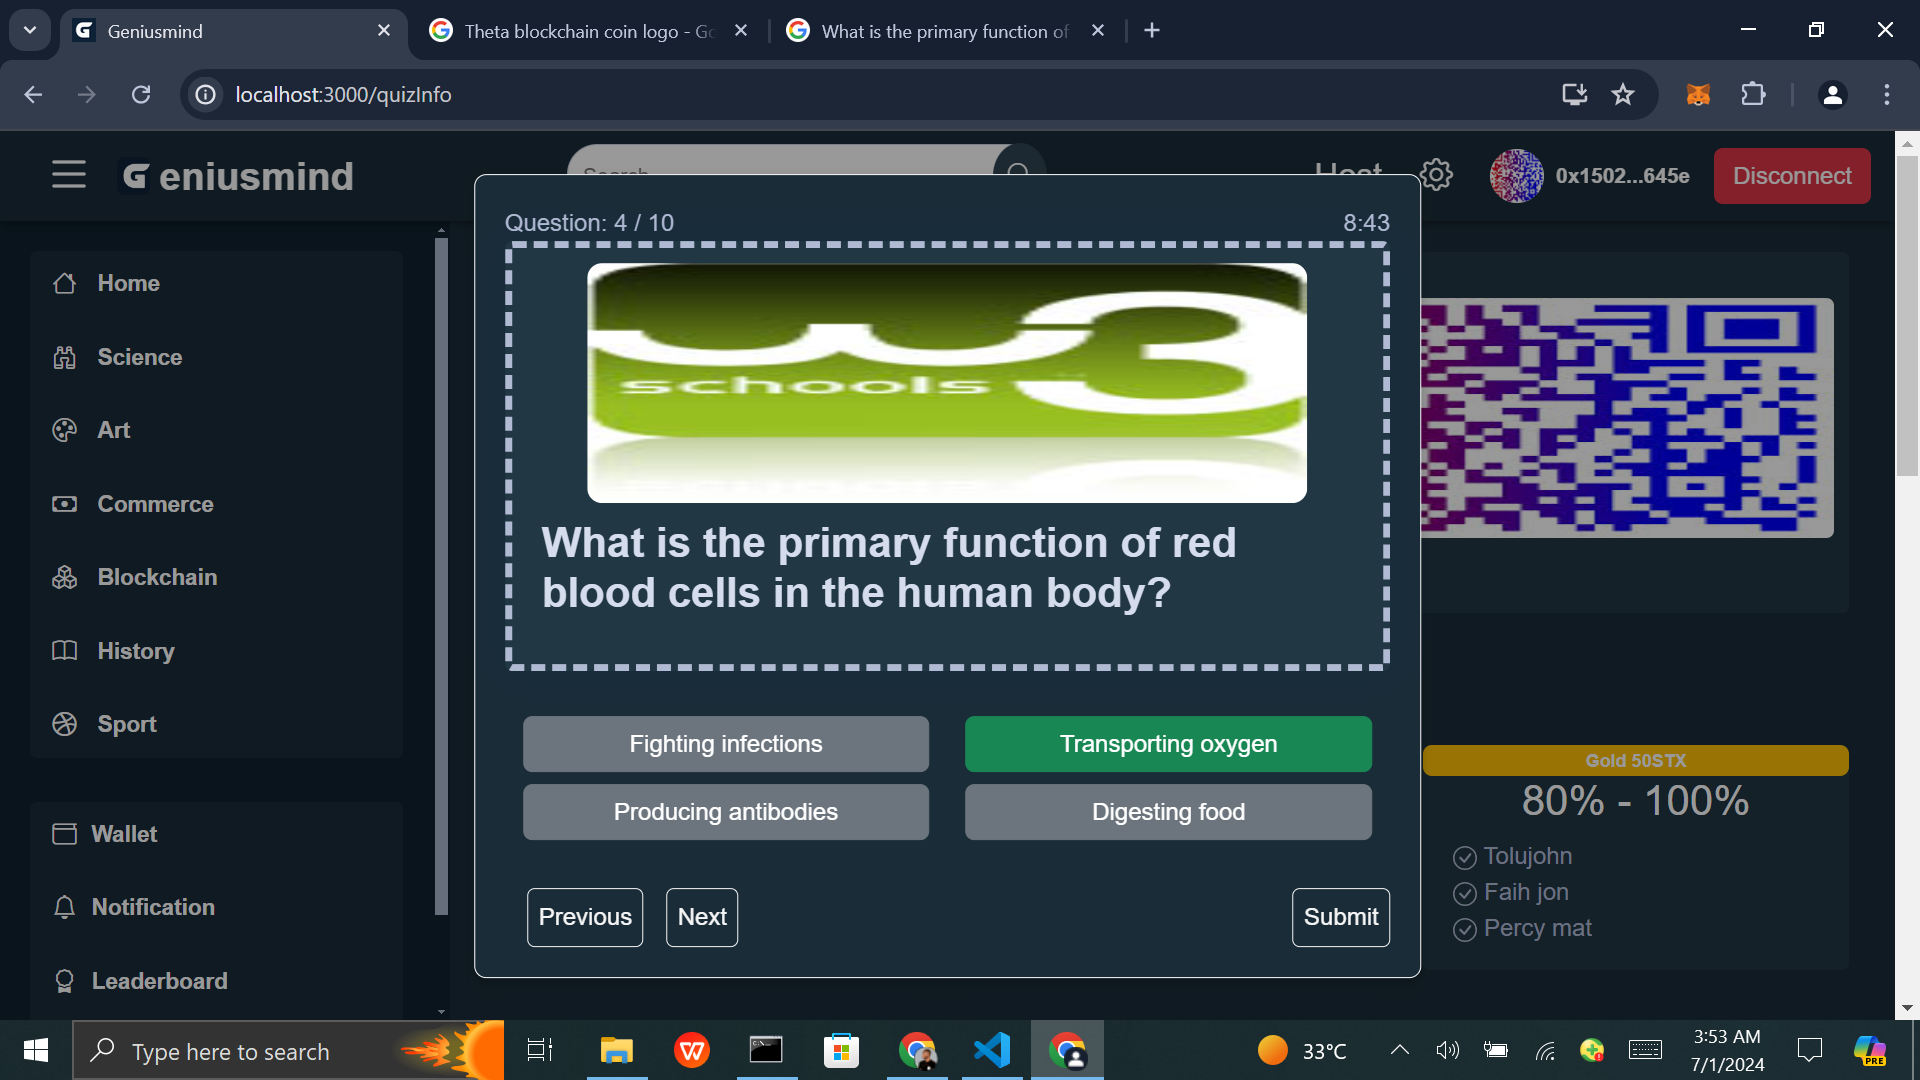 Geniusmind
Theta blockchain coin logo - Go
What is the primary function of
localhost:3000/quizInfo
Geniusmind
Search
Host
0x1502...645e
Disconnect
Home
Science
Art
Commerce
Blockchain
History
Sport
Wallet
Notification
Leaderboard
Question: 4 / 10
8:43
w3
schools
What is the primary function of red
blood cells in the human body?
Fighting infections
Transporting oxygen
Producing antibodies
Digesting food
Previous
Next
Submit
Gold 50STX
80% - 100%
Tolujohn
Faih jon
Percy mat
Type here to search
33°C
3:53 AM
7/1/2024
PRE